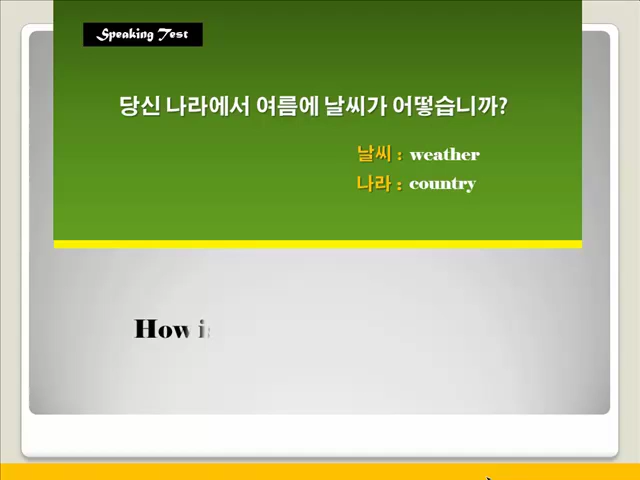 Speaking Test
당신 나라에서 여름에 날씨가 어떻습니까?
날씨 : weather
나라 : country
How is